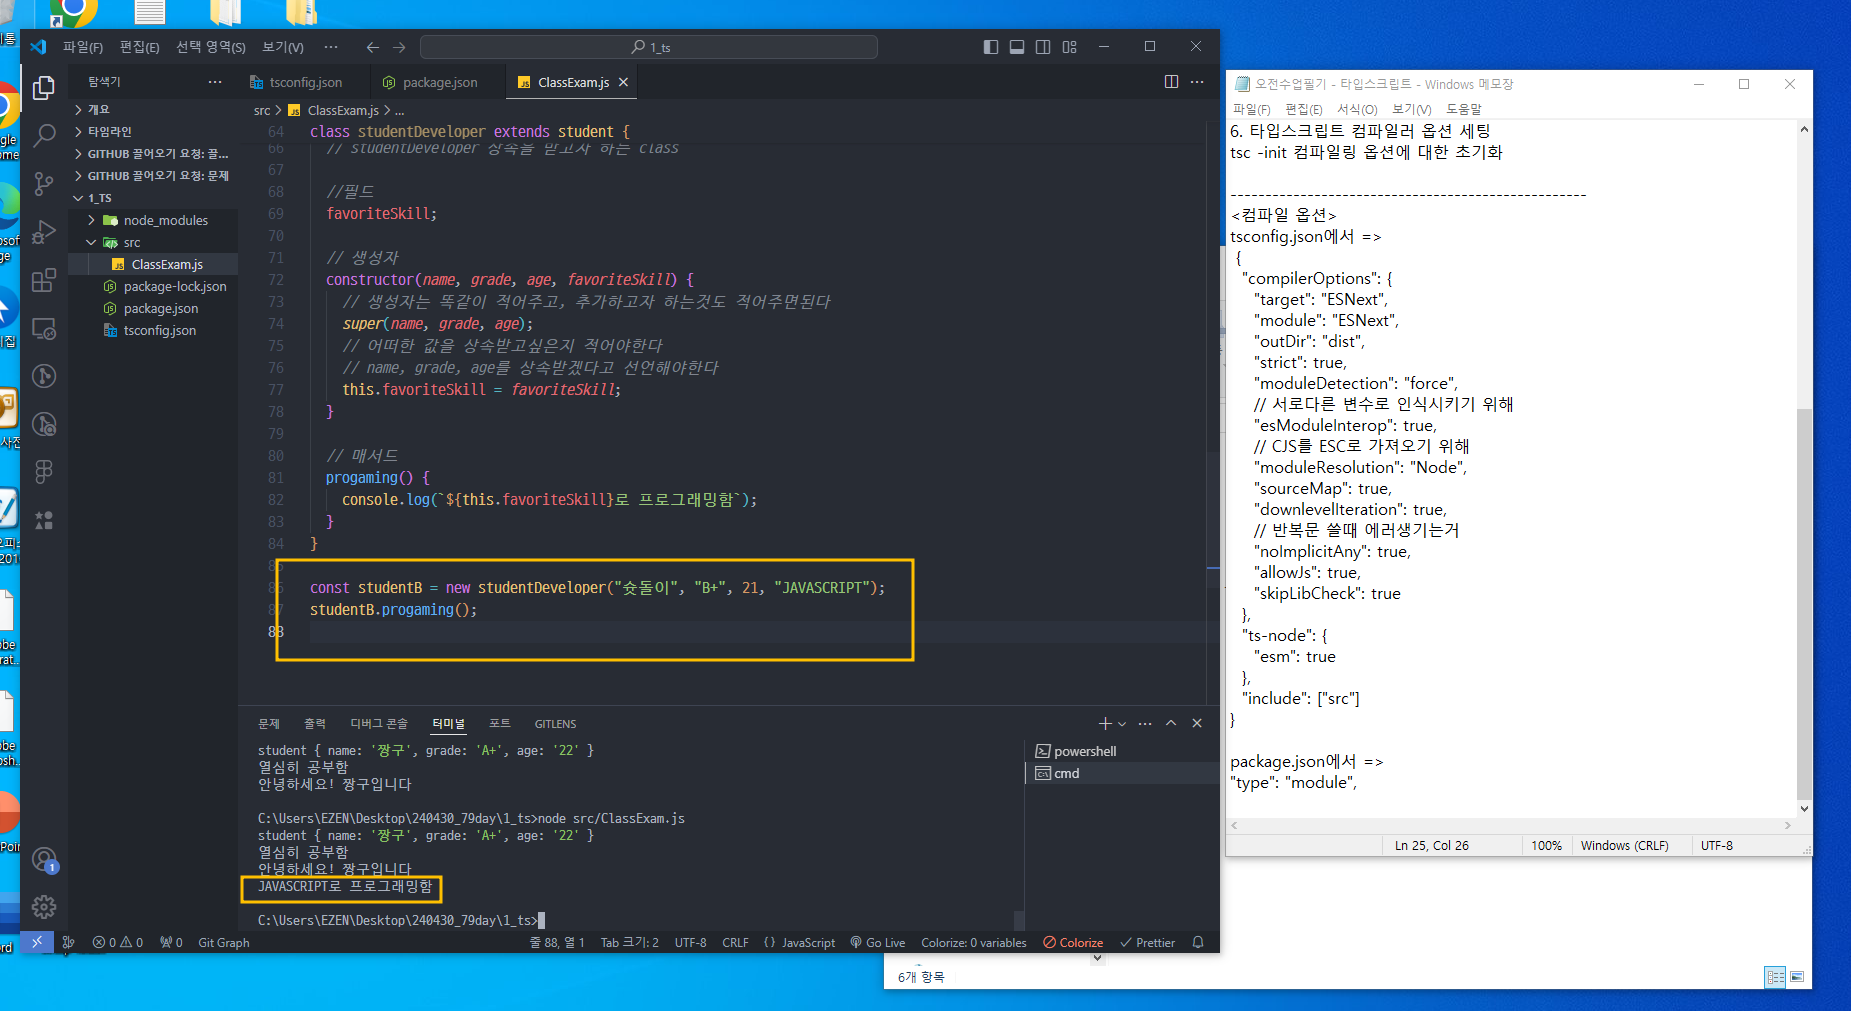 파일(F) 편집(E) 선택 영역(S) 보기(V) ··· 1_ts
탐색기 ···
개요
타임라인
GITHUB 끌어오기 요청: 끌...
GITHUB 끌어오기 요청: 문제
1_TS
node_modules
src
ClassExam.js
package-lock.json
package.json
tsconfig.json
tsconfig.json package.json ClassExam.js
src > ClassExam.js > ...
64 class studentDeveloper extends student {
66 // studentDeveloper 상속을 받고자 하는 class
67
68 //필드
69 favoriteSkill;
70
71 // 생성자
72 constructor(name, grade, age, favoriteSkill) {
73 // 생성자는 똑같이 적어주고, 추가하고자 하는것도 적어주면된다
74 super(name, grade, age);
75 // 어떠한 값을 상속받고싶은지 적어야한다
76 // name, grade, age를 상속받겠다고 선언해야한다
77 this.favoriteSkill = favoriteSkill;
78 }
79
80 // 매서드
81 progaming() {
82 console.log(`${this.favoriteSkill}로 프로그래밍함`);
83 }
84 }
85
86 const studentB = new studentDeveloper("슛돌이", "B+", 21, "JAVASCRIPT");
87 studentB.progaming();
88
문제 출력 디버그 콘솔 터미널 포트 GITLENS
student { name: '짱구', grade: 'A+', age: '22' }
열심히 공부함
안녕하세요! 짱구입니다
C:\Users\EZEN\Desktop\240430_79day\1_ts>node src/ClassExam.js
student { name: '짱구', grade: 'A+', age: '22' }
열심히 공부함
안녕하세요! 짱구입니다
JAVASCRIPT로 프로그래밍함
C:\Users\EZEN\Desktop\240430_79day\1_ts>
powershell
cmd
1
0 0 0 Git Graph 줄 88, 열 1 Tab 크기: 2 UTF-8 CRLF {} JavaScript Go Live Colorize: 0 variables Colorize Prettier
오전수업필기 - 타입스크립트 - Windows 메모장
파일(F) 편집(E) 서식(O) 보기(V) 도움말
6. 타입스크립트 컴파일러 옵션 세팅
tsc -init 컴파일링 옵션에 대한 초기화
---------------------------------------------------
<컴파일 옵션>
tsconfig.json에서 =>
{
"compilerOptions": {
"target": "ESNext",
"module": "ESNext",
"outDir": "dist",
"strict": true,
"moduleDetection": "force",
// 서로다른 변수로 인식시키기 위해
"esModuleInterop": true,
// CJS를 ESC로 가져오기 위해
"moduleResolution": "Node",
"sourceMap": true,
"downlevelIteration": true,
// 반복문 쓸때 에러생기는거
"noImplicitAny": true,
"allowJs": true,
"skipLibCheck": true
},
"ts-node": {
"esm": true
},
"include": ["src"]
}
package.json에서 =>
"type": "module",
Ln 25, Col 26 100% Windows (CRLF) UTF-8
6개 항목